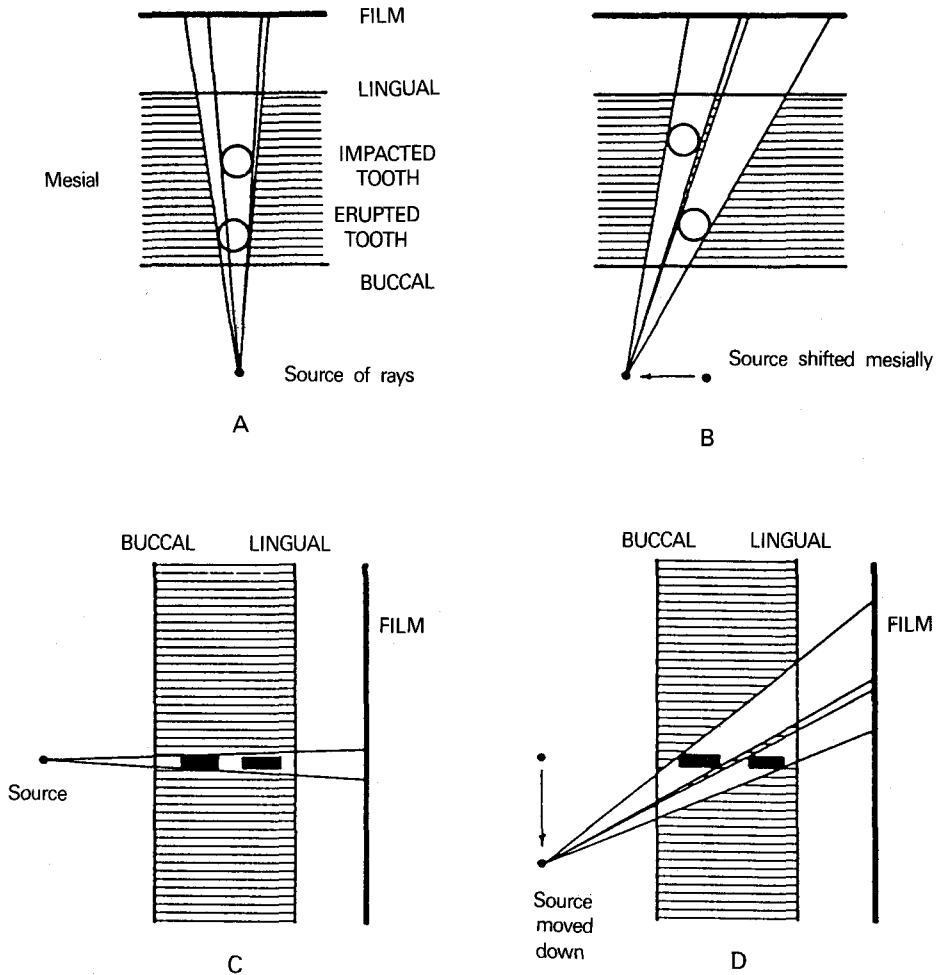 FILM
LINGUAL
Mesial
IMPACTED
TOOTH
ERUPTED
TOOTH
BUCCAL
Source of rays
A
Source shifted mesially
B
BUCCAL LINGUAL
FILM
Source
C
BUCCAL LINGUAL
FILM
Source
moved
down
D